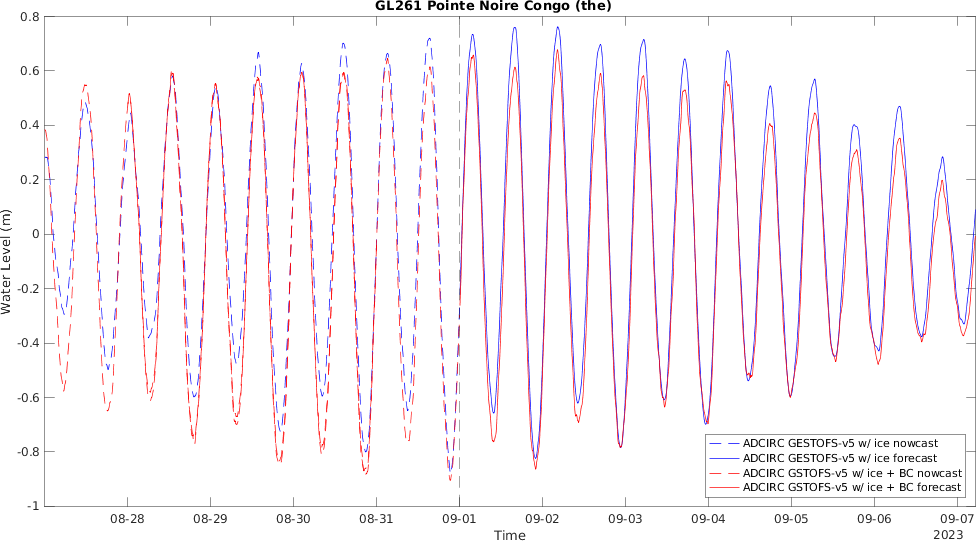 GL261 Pointe Noire Congo (the)
0.8
0.6
0.4
0.2
0
-0.2
-0.4
-0.6
-0.8
-1
Water Level (m)
08-28 08-29 08-30 08-31 09-01 09-02 09-03 09-04 09-05 09-06 09-07
Time
2023
ADCIRC GESTOFS-v5 w/ ice nowcast
ADCIRC GESTOFS-v5 w/ ice forecast
ADCIRC GSTOFS-v5 w/ ice + BC nowcast
ADCIRC GESTOFS-v5 w/ ice + BC forecast